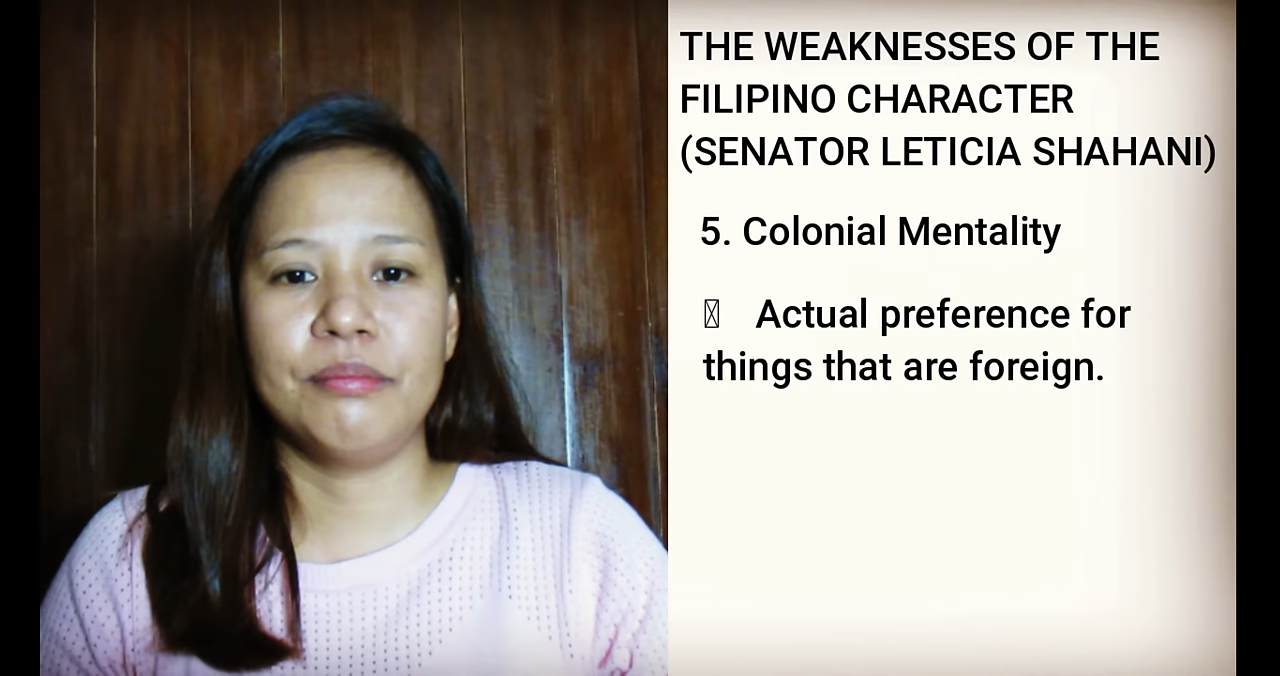 THE WEAKNESSES OF THE
FILIPINO CHARACTER
(SENATOR LETICIA SHAHANI)
5. Colonial Mentality
Actual preference for
things that are foreign.